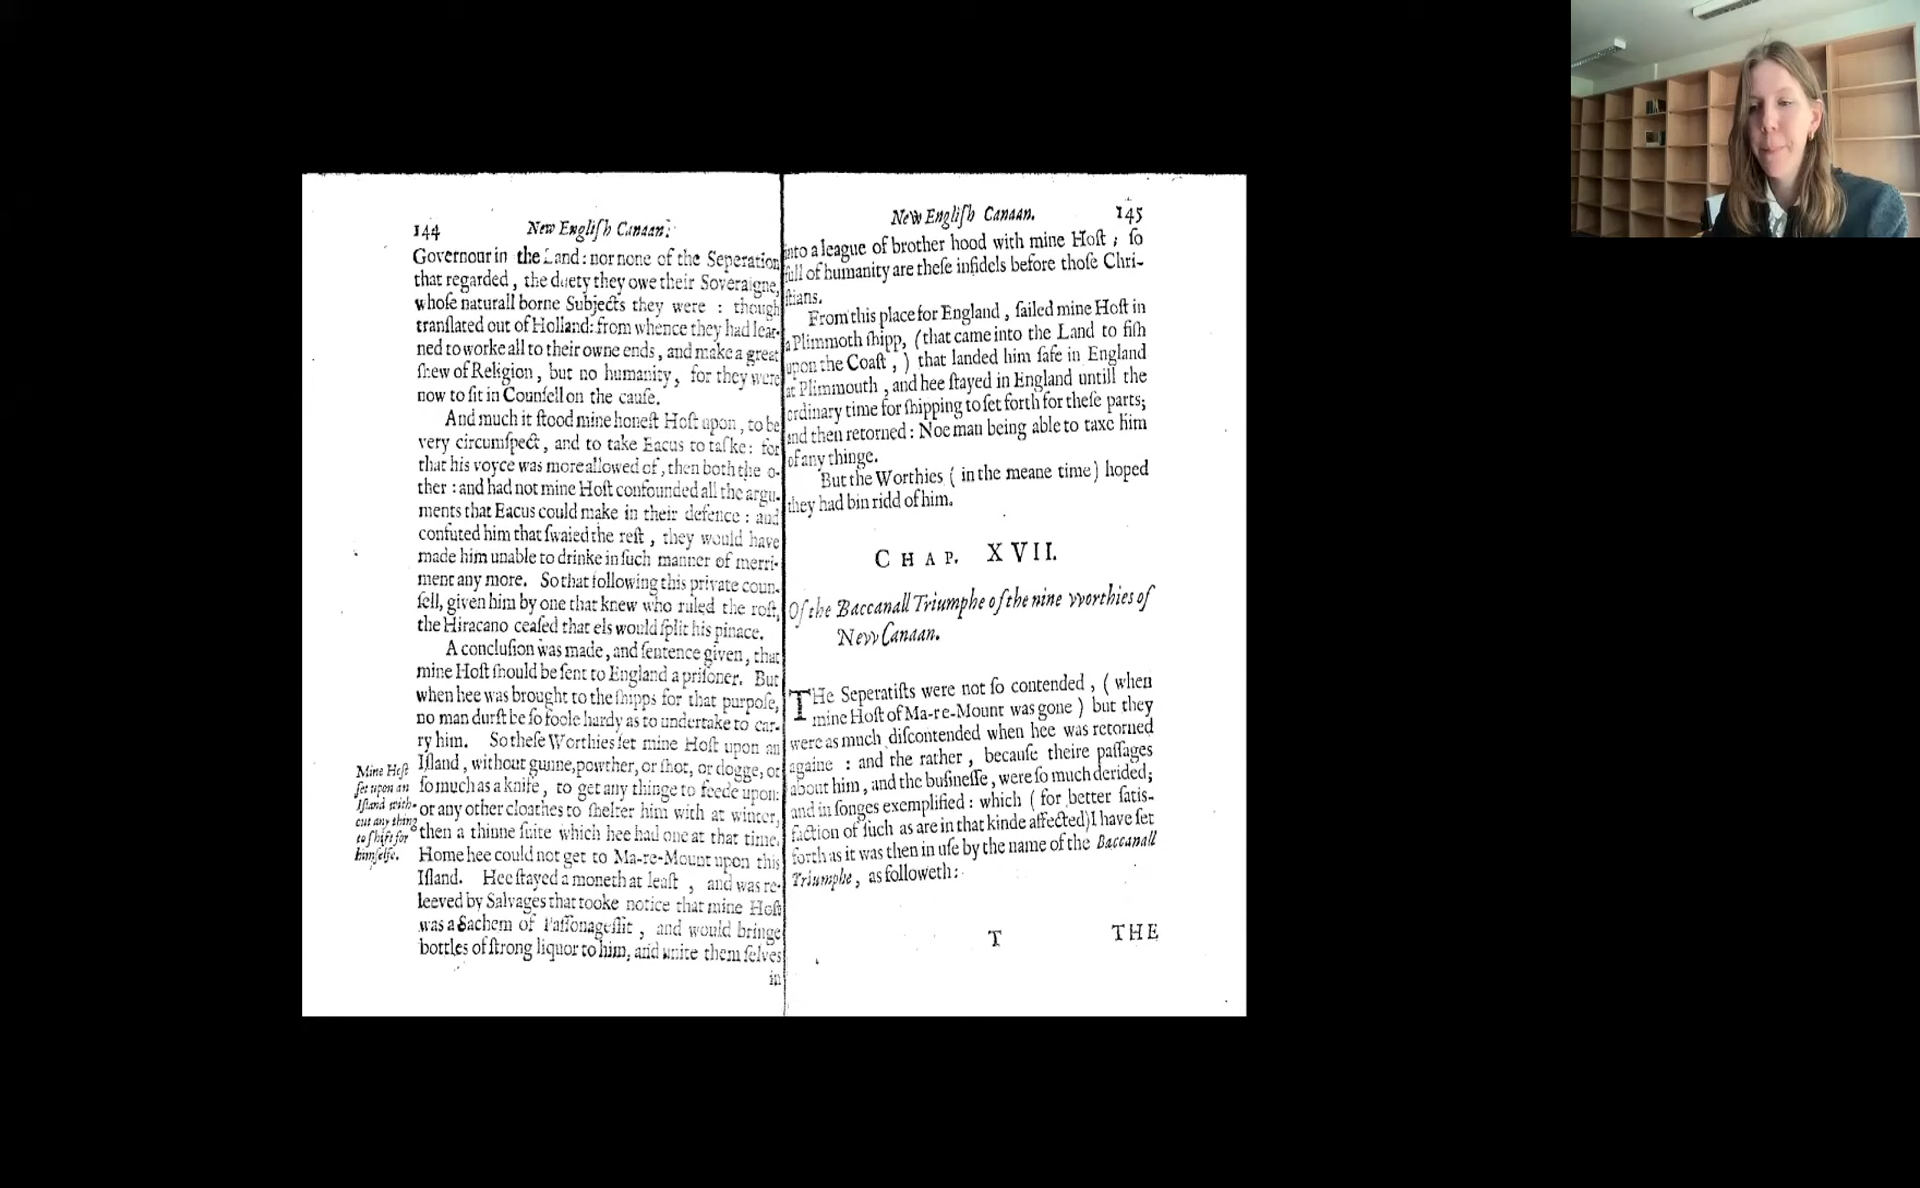 144 New Engliſh Canaan:
Governour in the Land: nor none of the Seperation
that regarded, the duety they owe their Soveraigne,
whoſe naturall borne Subjects they were : though
tranſlated out of Holland: from whence they had lear-
ned to worke all to their owne ends, and make a great
ſhew of Religion, but no humanity, for they were
now to ſit in Counſell on the cauſe.
And much it ſtood mine honeſt Hoſt upon, to be
very circumſpect, and to take Eacus to taſke: for
that his voyce was more allowed of, then both the o-
ther : and had not mine Hoſt confounded all the argu-
ments that Eacus could make in their defence : and
confuted him that ſwaied the reſt, they would have
made him unable to drinke in ſuch manner of merri-
ment any more. So that following this private coun-
ſell, given him by one that knew who ruled the roſt,
the Hiracano ceaſed that els would ſplit his pinace.
A concluſion was made, and ſentence given, that
mine Hoſt ſhould be ſent to England a priſoner. But
when hee was brought to the ſhipps for that purpoſe,
no man durſt be ſo foole hardy as to undertake to car-
ry him. So theſe Worthies ſet mine Hoſt upon an
Iſland, without gunne, powther, or ſhot, or dogge, or
ſo much as a knife, to get any thinge to feede upon:
or any other cloathes to ſhelter him with at winter,
then a thinne ſuite which hee had one at that time.
Home hee could not get to Ma-re-Mount upon this
Iſland. Hee ſtayed a moneth at leaſt, and was re-
leeved by Salvages that tooke notice that mine Hoſt
was a Sachem of Paſſonageſſit, and would bringe
bottles of ſtrong liquor to him, and unite them ſelves
in
Mine Hoſt
ſet upon an
Iſland with-
out any thing
to ſhift for
himſelfe.
New Engliſh Canaan. 145
into a league of brother hood with mine Hoſt ; ſo
full of humanity are theſe infidels before thoſe Chri-
ſtians.
From this place for England, ſailed mine Hoſt in
a Plimmoth ſhipp, (that came into the Land to fiſh
upon the Coaſt,) that landed him ſafe in England
at Plimmouth, and hee ſtayed in England untill the
ordinary time for ſhipping to ſet forth for theſe parts;
and then retorned: Noe man being able to taxe him
of any thinge.
But the Worthies (in the meane time) hoped
they had bin ridd of him.
CHAP. XVII.
Of the Baccanall Triumphe of the nine vvorthies of
Nevv Canaan.
THe Seperatiſts were not ſo contended, (when
mine Hoſt of Ma-re-Mount was gone) but they
were as much diſcontended when hee was retorned
againe : and the rather, becauſe theire paſſages
about him, and the buſineſſe, were ſo much derided;
and in ſonges exemplified: which (for better ſatis-
faction of ſuch as are in that kinde affected) I have ſet
forth as it was then in uſe by the name of the Baccanall
Triumphe, as followeth:
T THE